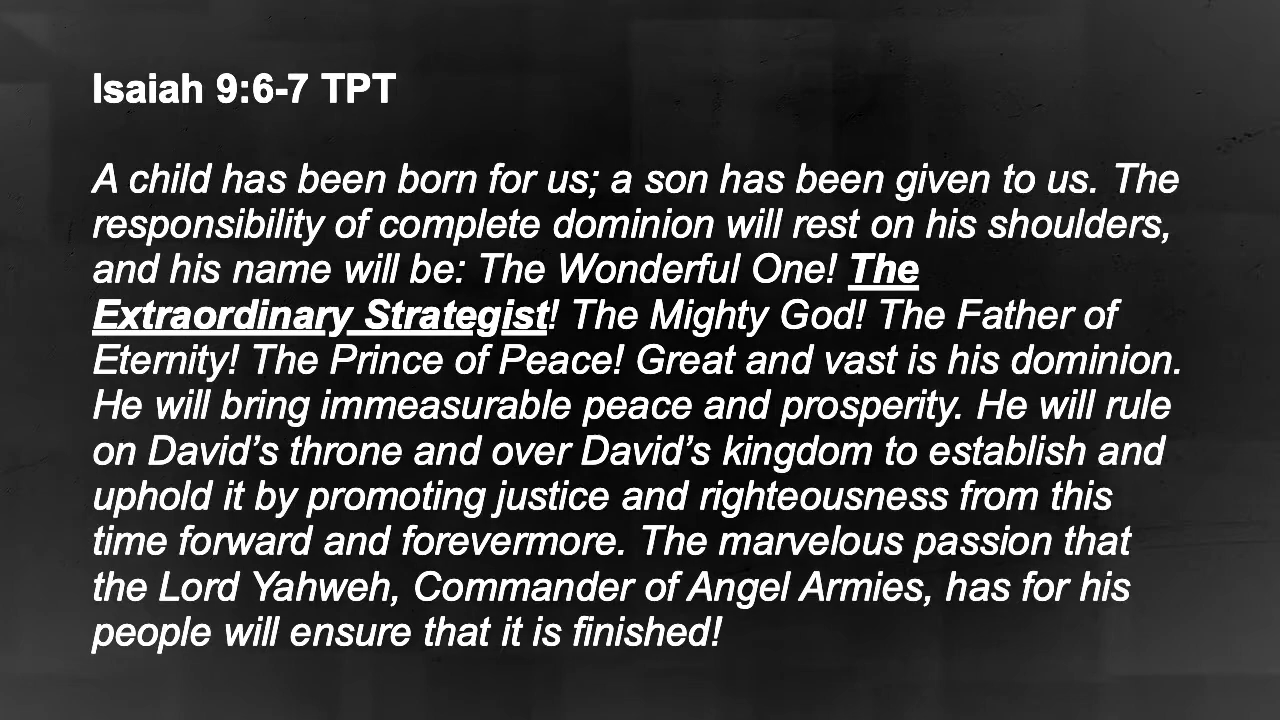 Isaiah 9:6-7 TPT
A child has been born for us; a son has been given to us. The
responsibility of complete dominion will rest on his shoulders,
and his name will be: The Wonderful One! The
Extraordinary Strategist! The Mighty God! The Father of
Eternity! The Prince of Peace! Great and vast is his dominion.
He will bring immeasurable peace and prosperity. He will rule
on David’s throne and over David’s kingdom to establish and
uphold it by promoting justice and righteousness from this
time forward and forevermore. The marvelous passion that
the Lord Yahweh, Commander of Angel Armies, has for his
people will ensure that it is finished!